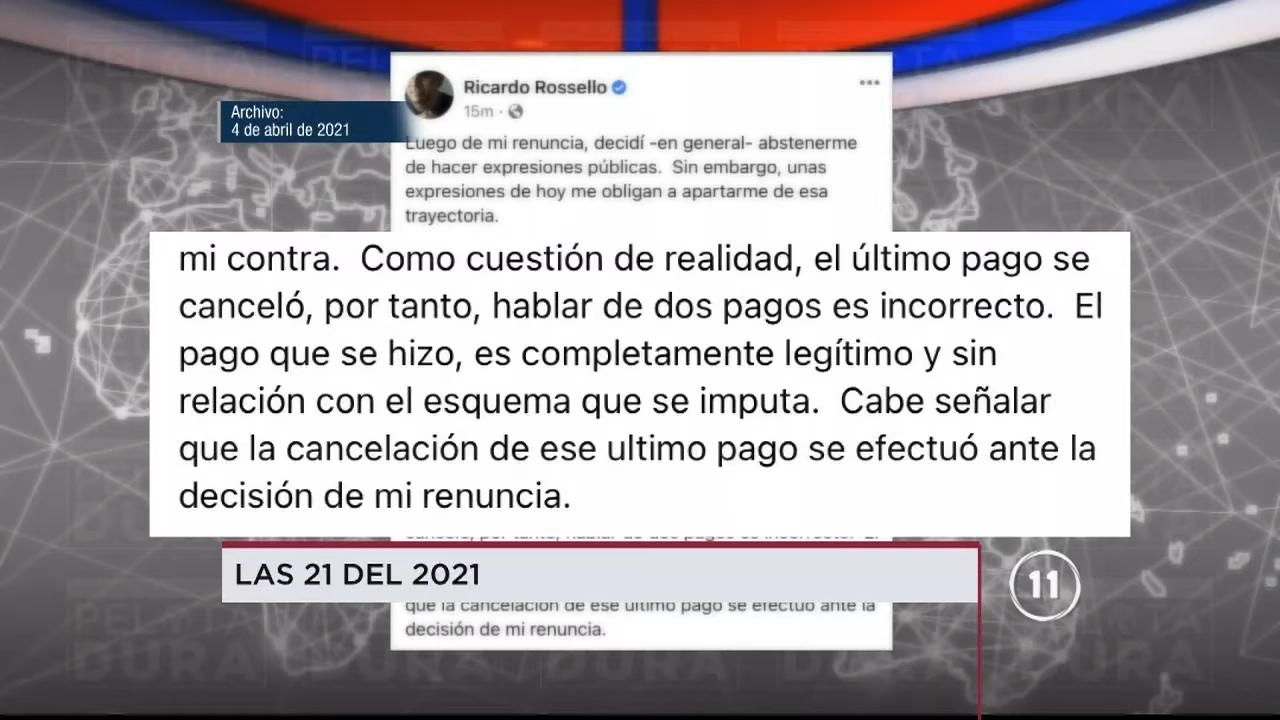 Ricardo Rossello
15m
Archivo:
4 de abril de 2021
Luego de mi renuncia, decidí -en general- abstenerme
de hacer expresiones públicas. Sin embargo, unas
expresiones de hoy me obligan a apartarme de esa
trayectoria.
mi contra. Como cuestión de realidad, el último pago se
canceló, por tanto, hablar de dos pagos es incorrecto. El
pago que se hizo, es completamente legítimo y sin
relación con el esquema que se imputa. Cabe señalar
que la cancelación de ese ultimo pago se efectuó ante la
decisión de mi renuncia.
LAS 21 DEL 2021
11
que la cancelación de ese ultimo pago se efectuó ante la
decisión de mi renuncia.
PELOTA
DURA